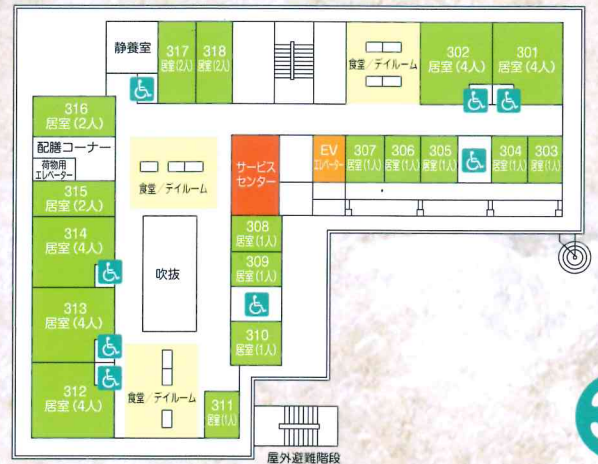 静養室
317
居室(2人)
318
居室(2人)
食堂/デイルーム
302
居室(4人)
301
居室(4人)
316
居室(2人)
配膳コーナー
荷物用
エレベーター
315
居室(2人)
食堂/デイルーム
サービス
センター
EV
エレベーター
307
居室(1人)
306
居室(1人)
305
居室(1人)
304
居室(1人)
303
居室(1人)
314
居室(4人)
吹抜
308
居室(1人)
309
居室(1人)
313
居室(4人)
310
居室(1人)
312
居室(4人)
食堂/デイルーム
311
居室(1人)
屋外避難階段